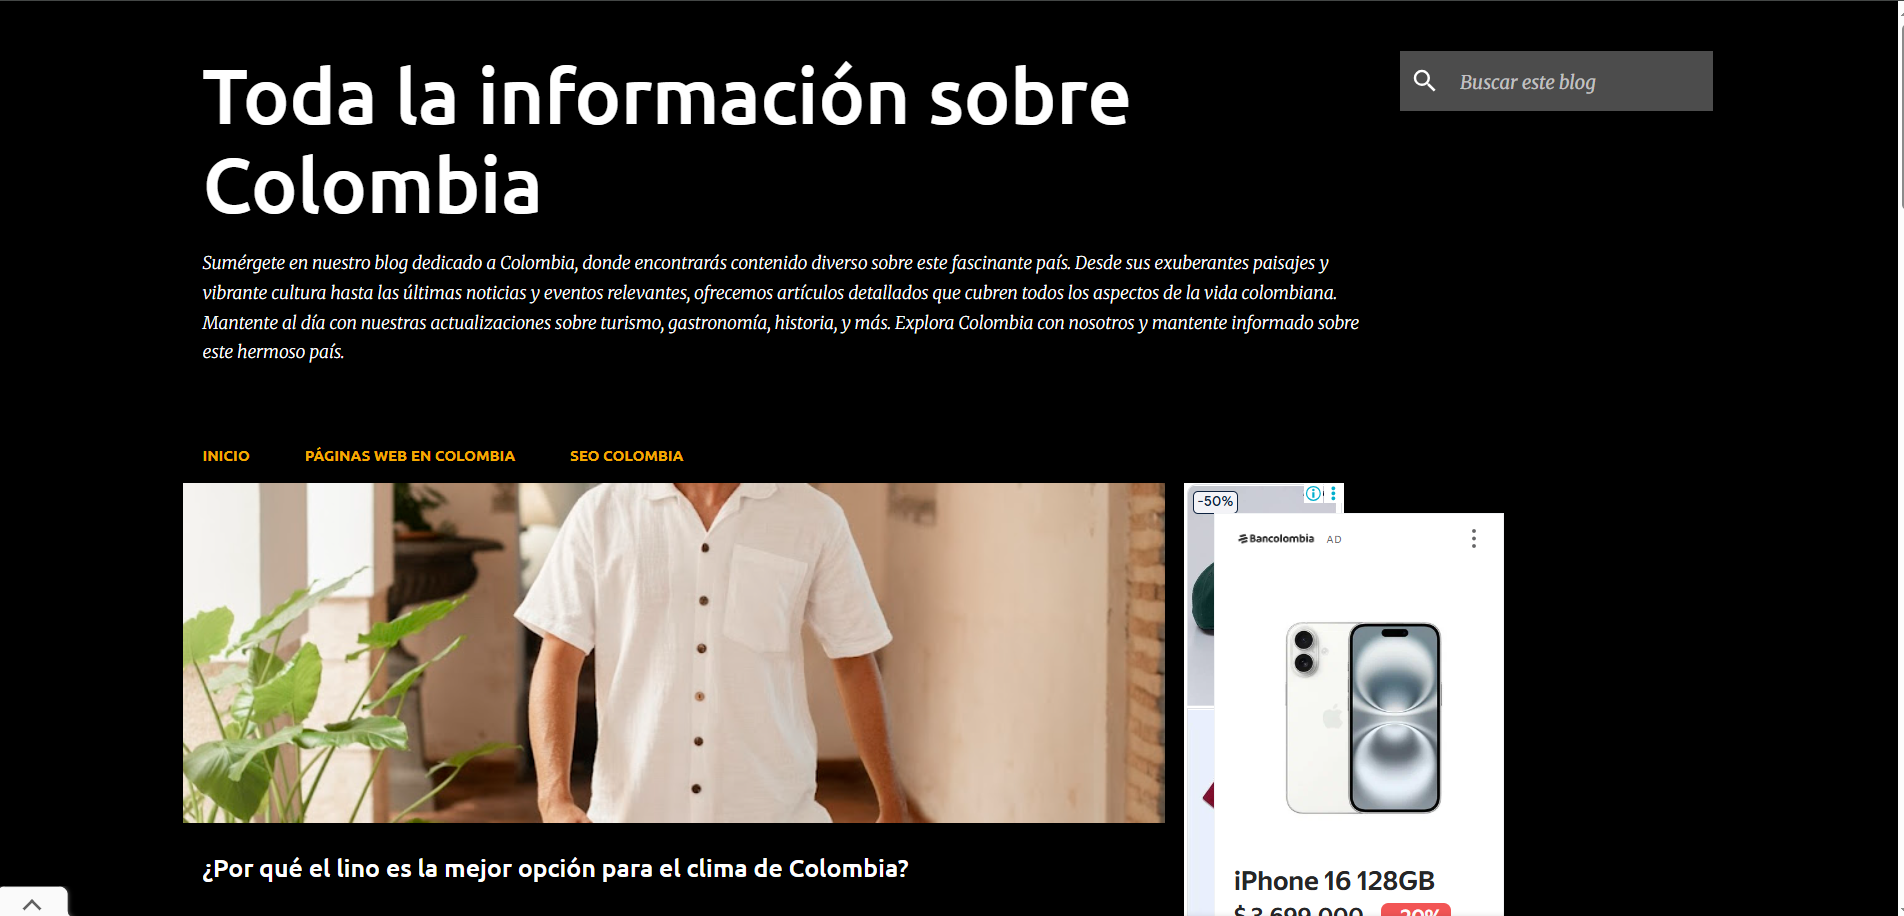 Toda la información sobre
Colombia
Buscar este blog
Sumérgete en nuestro blog dedicado a Colombia, donde encontrarás contenido diverso sobre este fascinante país. Desde sus exuberantes paisajes y
vibrante cultura hasta las últimas noticias y eventos relevantes, ofrecemos artículos detallados que cubren todos los aspectos de la vida colombiana.
Mantente al día con nuestras actualizaciones sobre turismo, gastronomía, historia, y más. Explora Colombia con nosotros y mantente informado sobre
este hermoso país.
INICIO PÁGINAS WEB EN COLOMBIA SEO COLOMBIA
-50%
Bancolombia AD
¿Por qué el lino es la mejor opción para el clima de Colombia?
iPhone 16 128GB
$ 3.699.000 -20%